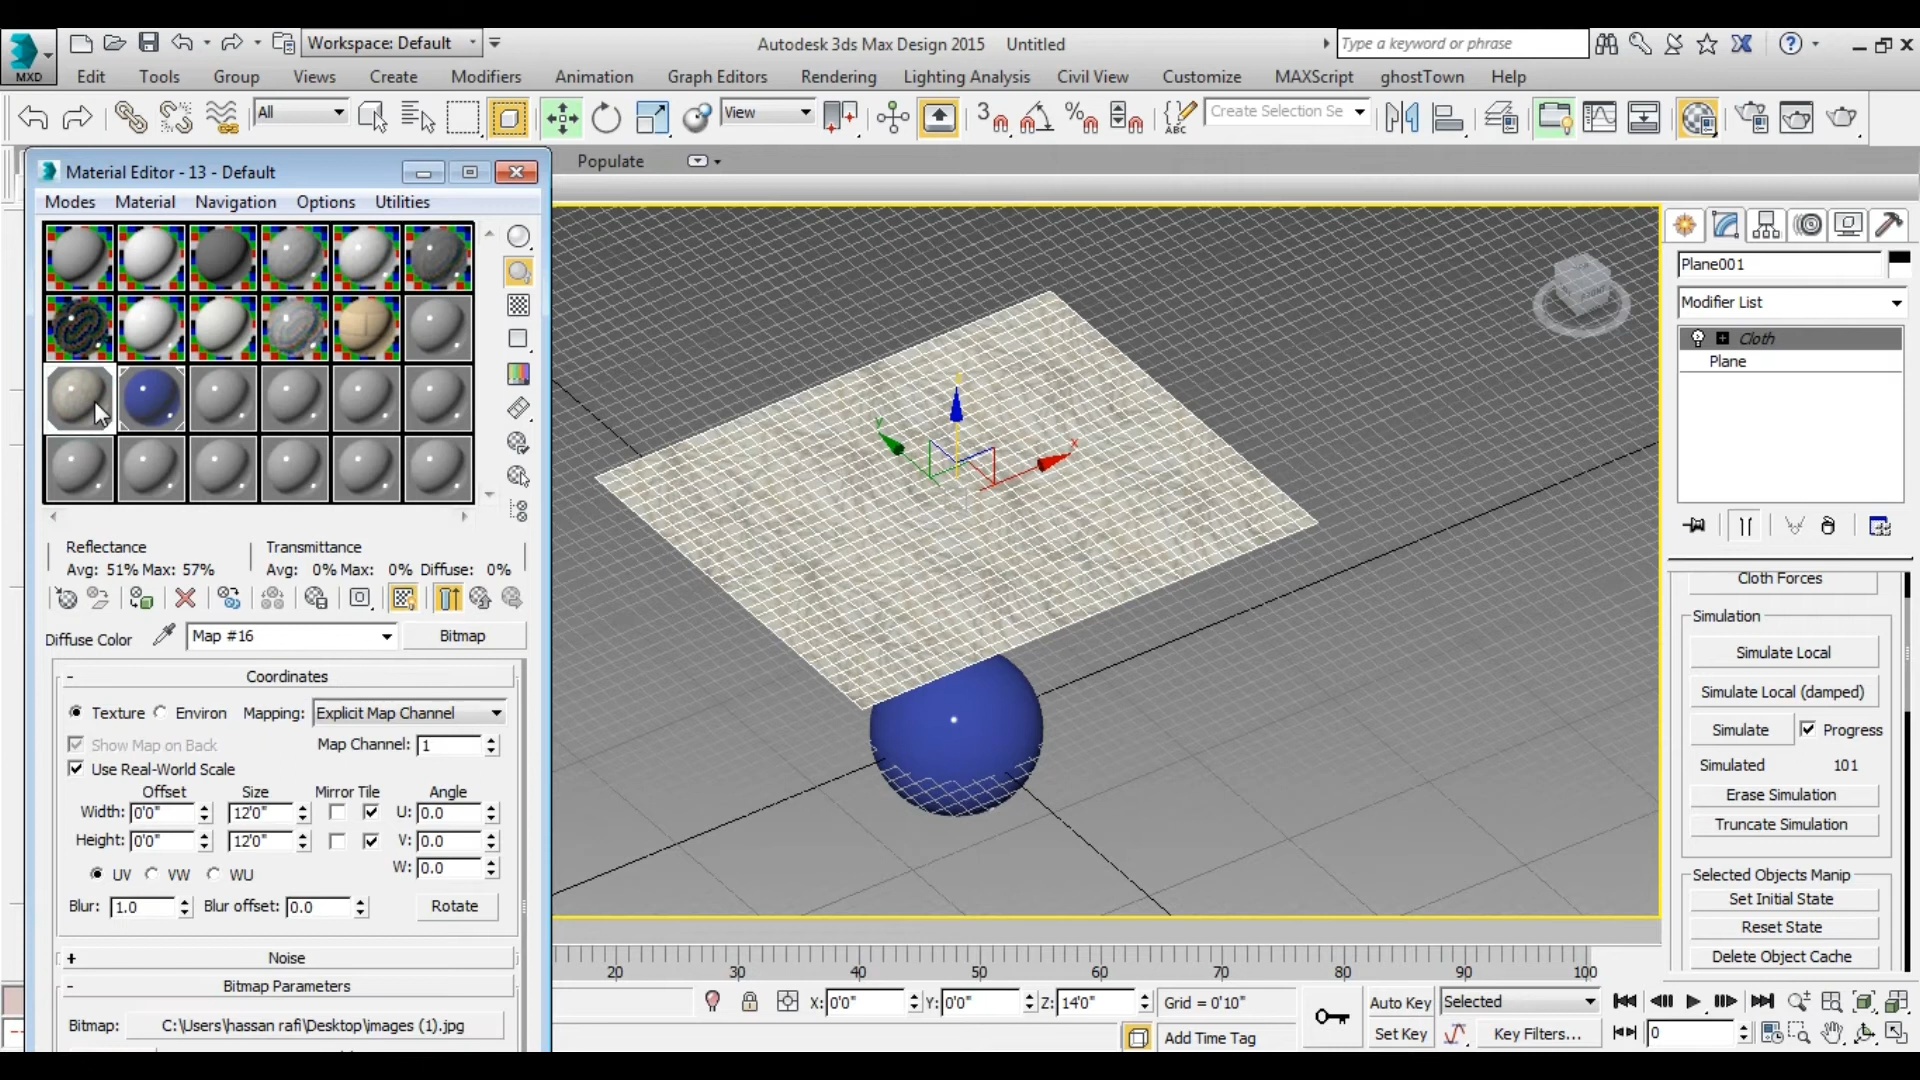 Workspace: Default
Autodesk 3ds Max Design 2015 Untitled
Type a keyword or phrase
MXD
Edit Tools Group Views Create Modifiers Animation Graph Editors Rendering Lighting Analysis Civil View Customize MAXScript ghostTown Help
All
View
3
%
ABC
Create Selection Se
Populate
Material Editor - 13 - Default
Modes Material Navigation Options Utilities
Reflectance
Avg: 51% Max: 57%
Transmittance
Avg: 0% Max: 0% Diffuse: 0%
Diffuse Color
Map #16
Bitmap
- Coordinates
Texture Environ Mapping: Explicit Map Channel
Show Map on Back Map Channel: 1
Use Real-World Scale
Offset Size Mirror Tile Angle
Width: 0'0" 12'0" U: 0.0
Height: 0'0" 12'0" V: 0.0
W: 0.0
UV VW WU
Blur: 1.0 Blur offset: 0.0 Rotate
+ Noise
- Bitmap Parameters
Bitmap: C:\Users\hassan rafi\Desktop\images (1).jpg
y
x
Plane001
Modifier List
Cloth
Plane
Cloth Forces
Simulation
Simulate Local
Simulate Local (damped)
Simulate Progress
Simulated 101
Erase Simulation
Truncate Simulation
Selected Objects Manip
Set Initial State
Reset State
Delete Object Cache
20 30 40 50 60 70 80 90 100
X: 0'0" Y: 0'0" Z: 14'0" Grid = 0'10"
Add Time Tag
Auto Key Selected
Set Key Key Filters...
0